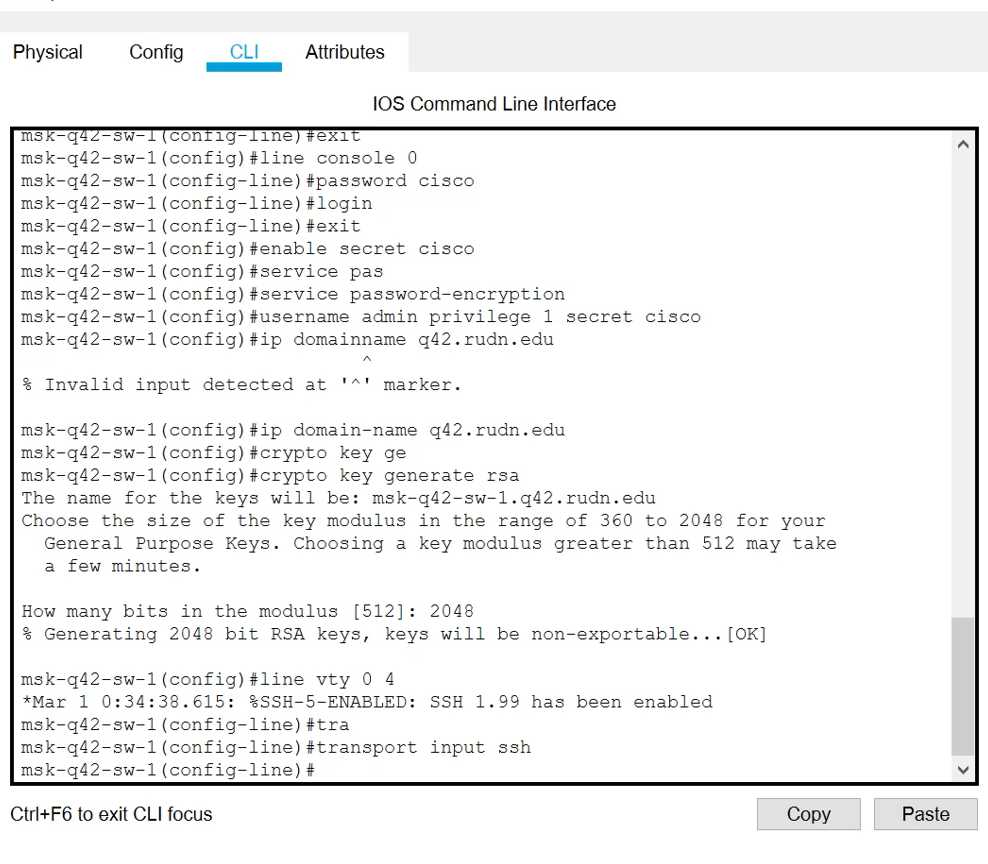 Physical Config CLI Attributes
IOS Command Line Interface
msk-q42-sw-1(config-line)#exit
msk-q42-sw-1(config)#line console 0
msk-q42-sw-1(config-line)#password cisco
msk-q42-sw-1(config-line)#login
msk-q42-sw-1(config-line)#exit
msk-q42-sw-1(config)#enable secret cisco
msk-q42-sw-1(config)#service pas
msk-q42-sw-1(config)#service password-encryption
msk-q42-sw-1(config)#username admin privilege 1 secret cisco
msk-q42-sw-1(config)#ip domainname q42.rudn.edu
^
% Invalid input detected at '^' marker.
msk-q42-sw-1(config)#ip domain-name q42.rudn.edu
msk-q42-sw-1(config)#crypto key ge
msk-q42-sw-1(config)#crypto key generate rsa
The name for the keys will be: msk-q42-sw-1.q42.rudn.edu
Choose the size of the key modulus in the range of 360 to 2048 for your
General Purpose Keys. Choosing a key modulus greater than 512 may take
a few minutes.
How many bits in the modulus [512]: 2048
% Generating 2048 bit RSA keys, keys will be non-exportable...[OK]
msk-q42-sw-1(config)#line vty 0 4
*Mar 1 0:34:38.615: %SSH-5-ENABLED: SSH 1.99 has been enabled
msk-q42-sw-1(config-line)#tra
msk-q42-sw-1(config-line)#transport input ssh
msk-q42-sw-1(config-line)#
Ctrl+F6 to exit CLI focus
Copy Paste